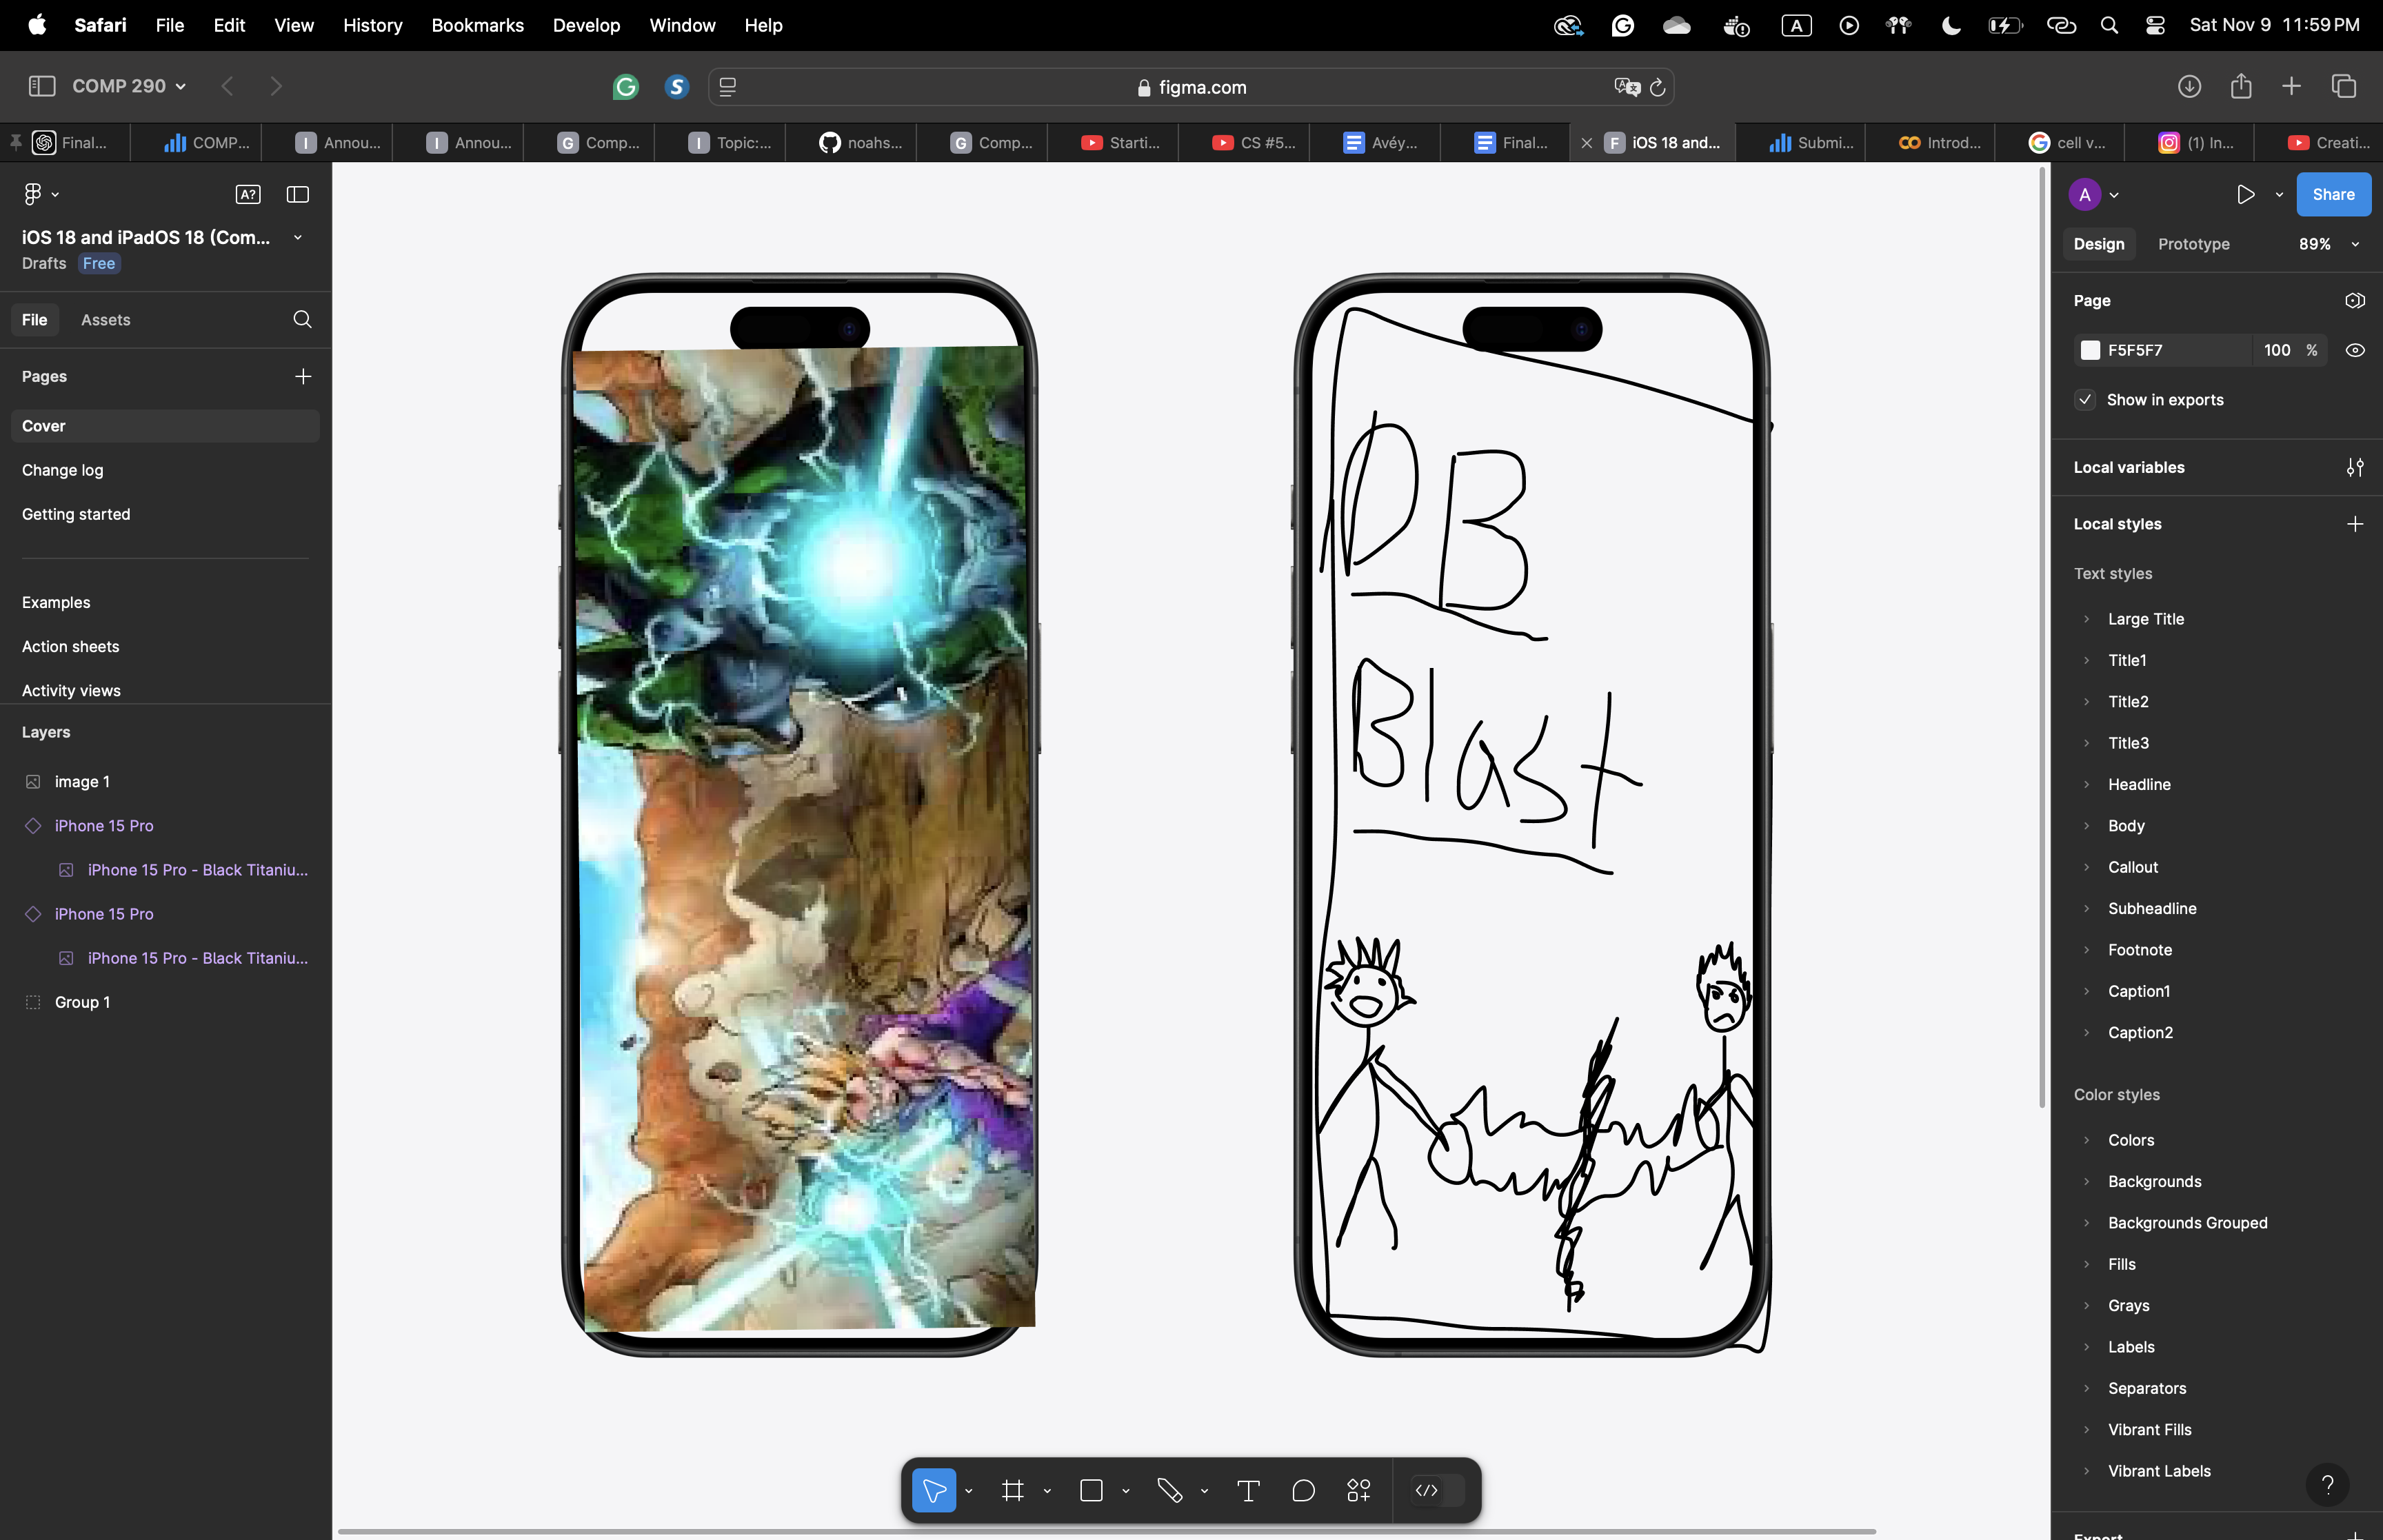 Safari File Edit View History Bookmarks Develop Window Help A Sat Nov 9 11:59 PM
COMP 290 figma.com
Final... COMP... Annou... Annou... Comp... Topic:... noahs... Comp... Starti... CS #5... Avéy... Final... iOS 18 and... Submi... Introd... cell v... (1) In... Creati...
A?
iOS 18 and iPadOS 18 (Com...
Drafts Free
File Assets
Pages
Cover
Change log
Getting started
Examples
Action sheets
Activity views
Layers
image 1
iPhone 15 Pro
iPhone 15 Pro - Black Titaniu...
iPhone 15 Pro
iPhone 15 Pro - Black Titaniu...
Group 1
DB
Blast
A Share
Design Prototype 89%
Page
F5F5F7 100 %
Show in exports
Local variables
Local styles
Text styles
Large Title
Title1
Title2
Title3
Headline
Body
Callout
Subheadline
Footnote
Caption1
Caption2
Color styles
Colors
Backgrounds
Backgrounds Grouped
Fills
Grays
Labels
Separators
Vibrant Fills
Vibrant Labels
?
Export